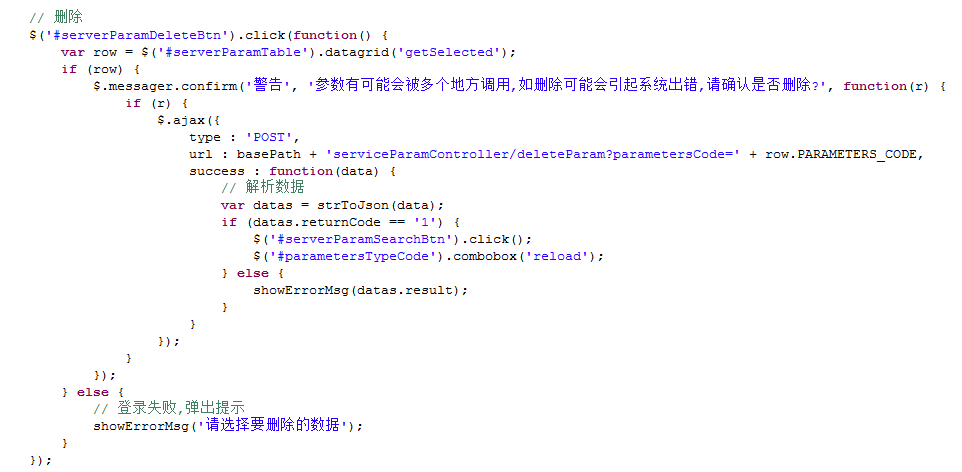 // 删除
$('#serverParamDeleteBtn').click(function() {
    var row = $('#serverParamTable').datagrid('getSelected');
    if (row) {
        $.messager.confirm('警告', '参数有可能会被多个地方调用,如删除可能会引起系统出错,请确认是否删除?', function(r) {
            if (r) {
                $.ajax({
                    type : 'POST',
                    url : basePath + 'serviceParamController/deleteParam?parametersCode=' + row.PARAMETERS_CODE,
                    success : function(data) {
                        // 解析数据
                        var datas = strToJson(data);
                        if (datas.returnCode == '1') {
                            $('#serverParamSearchBtn').click();
                            $('#parametersTypeCode').combobox('reload');
                        } else {
                            showErrorMsg(datas.result);
                        }
                    }
                });
            }
        });
    } else {
        // 登录失败,弹出提示
        showErrorMsg('请选择要删除的数据');
    }
});